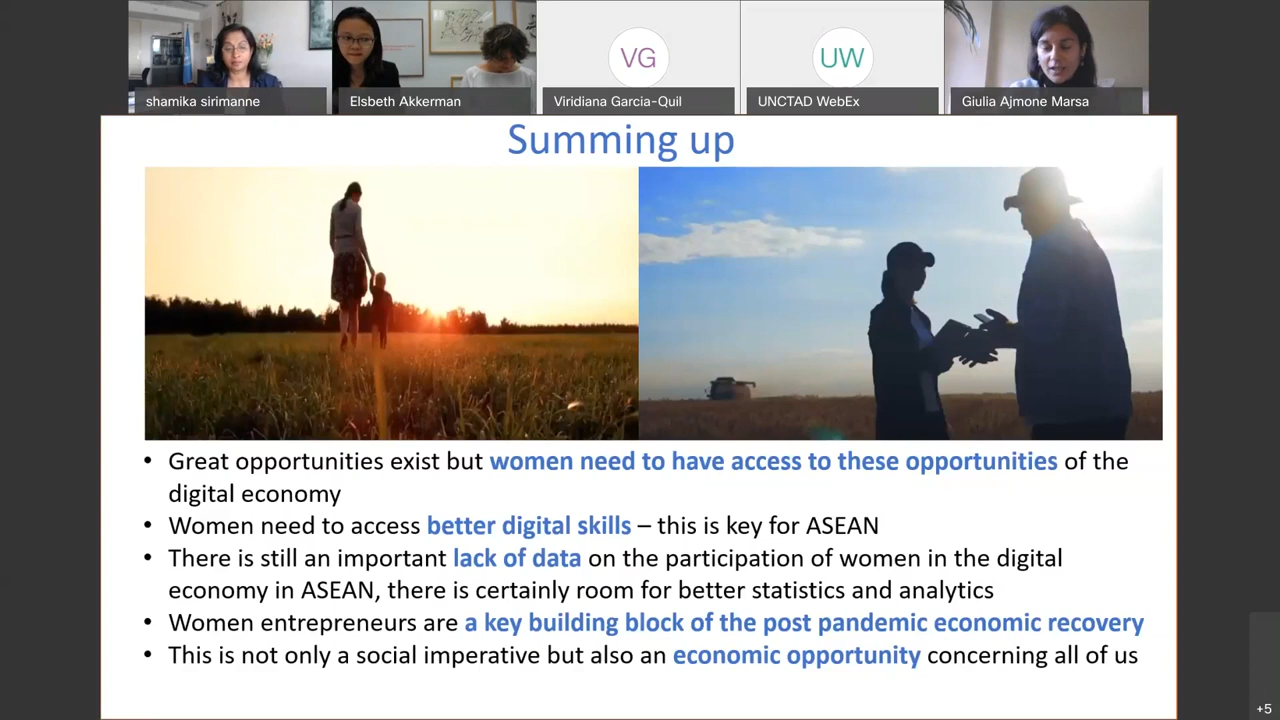 shamika sirimanne
Elsbeth Akkerman
VG
Viridiana Garcia-Quil
UW
UNCTAD WebEx
Giulia Ajmone Marsa
Summing up
• Great opportunities exist but women need to have access to these opportunities of the
digital economy
• Women need to access better digital skills – this is key for ASEAN
• There is still an important lack of data on the participation of women in the digital
economy in ASEAN, there is certainly room for better statistics and analytics
• Women entrepreneurs are a key building block of the post pandemic economic recovery
• This is not only a social imperative but also an economic opportunity concerning all of us
+5